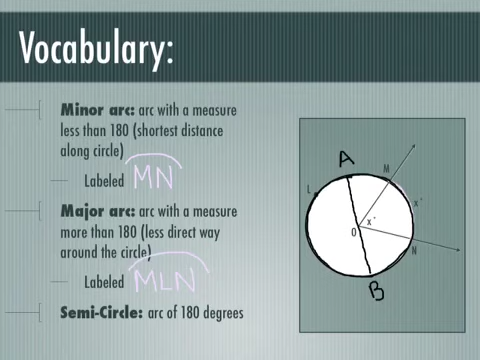 Vocabulary:
Minor arc: arc with a measure
less than 180 (shortest distance
along circle)
Labeled MN
Major arc: arc with a measure
more than 180 (less direct way
around the circle)
Labeled MLN
Semi-Circle: arc of 180 degrees
A
M
L
x°
x°
O
N
B